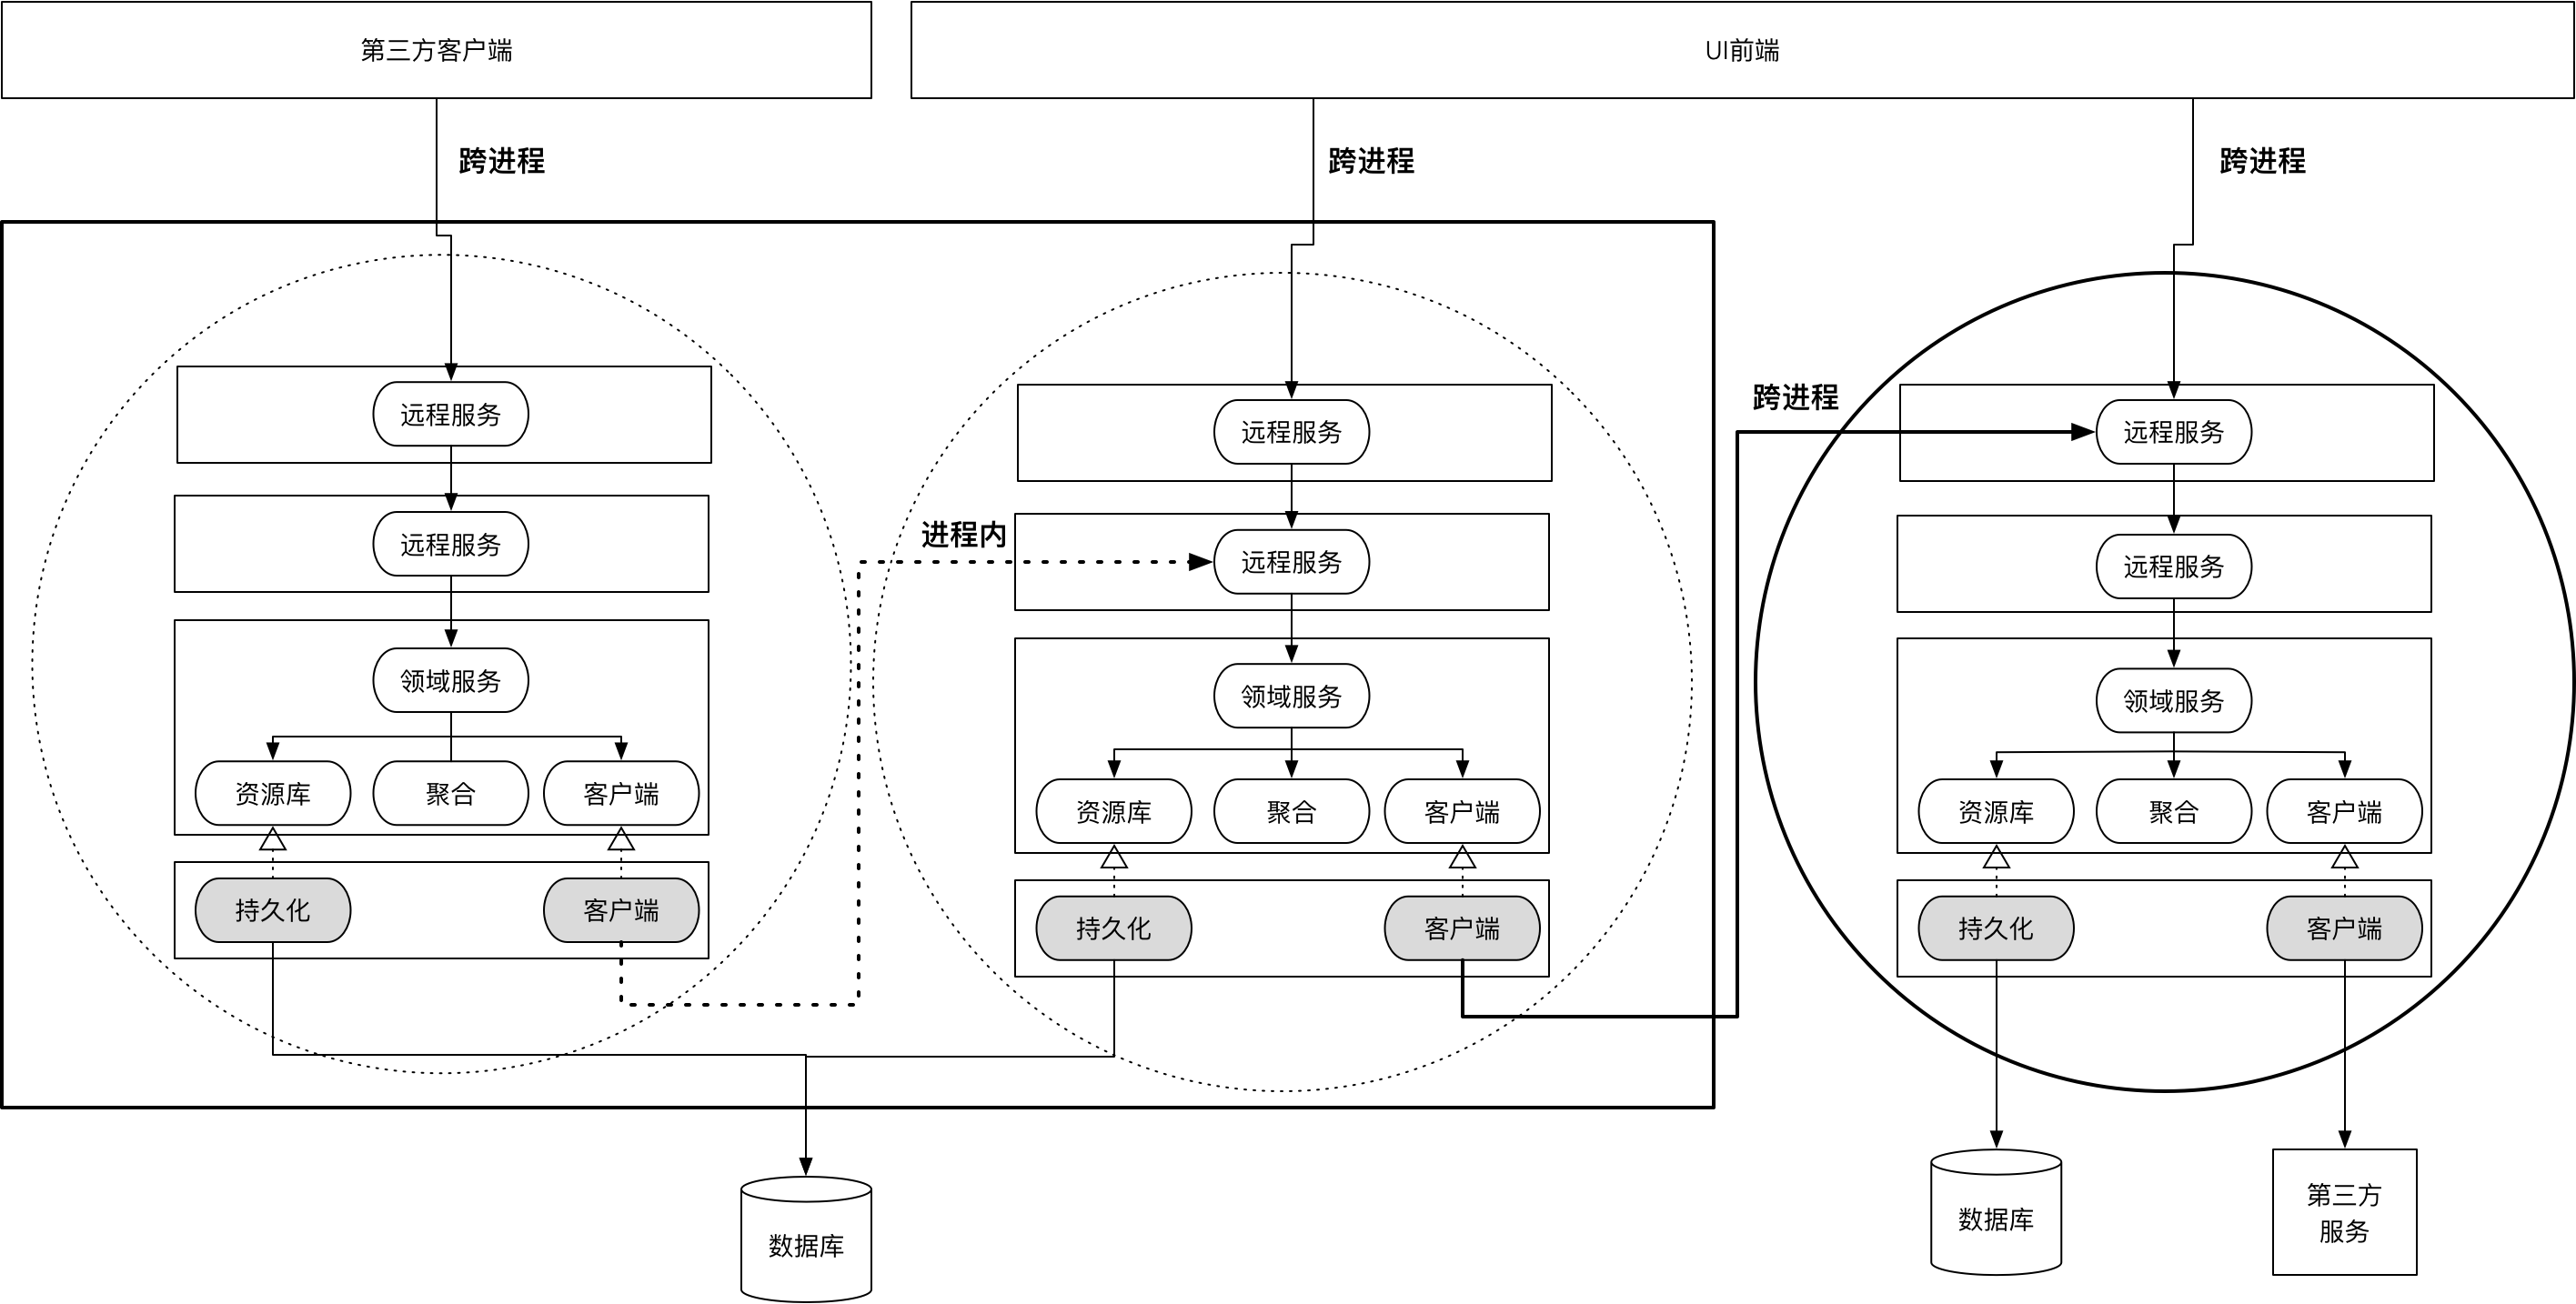 第三方客户端
UI前端
跨进程
跨进程
跨进程
远程服务
远程服务
领域服务
资源库
聚合
客户端
持久化
客户端
进程内
远程服务
远程服务
领域服务
资源库
聚合
客户端
持久化
客户端
跨进程
远程服务
远程服务
领域服务
资源库
聚合
客户端
持久化
客户端
数据库
数据库
第三方
服务